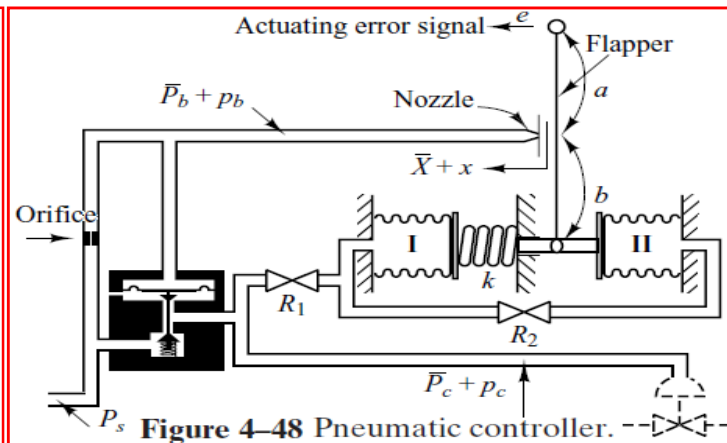 Actuating error signal e
Flapper
P̄b + pb
Nozzle
a
X̄ + x
b
Orifice
I
II
k
R1
R2
P̄c + pc
Ps
Figure 4–48 Pneumatic controller.